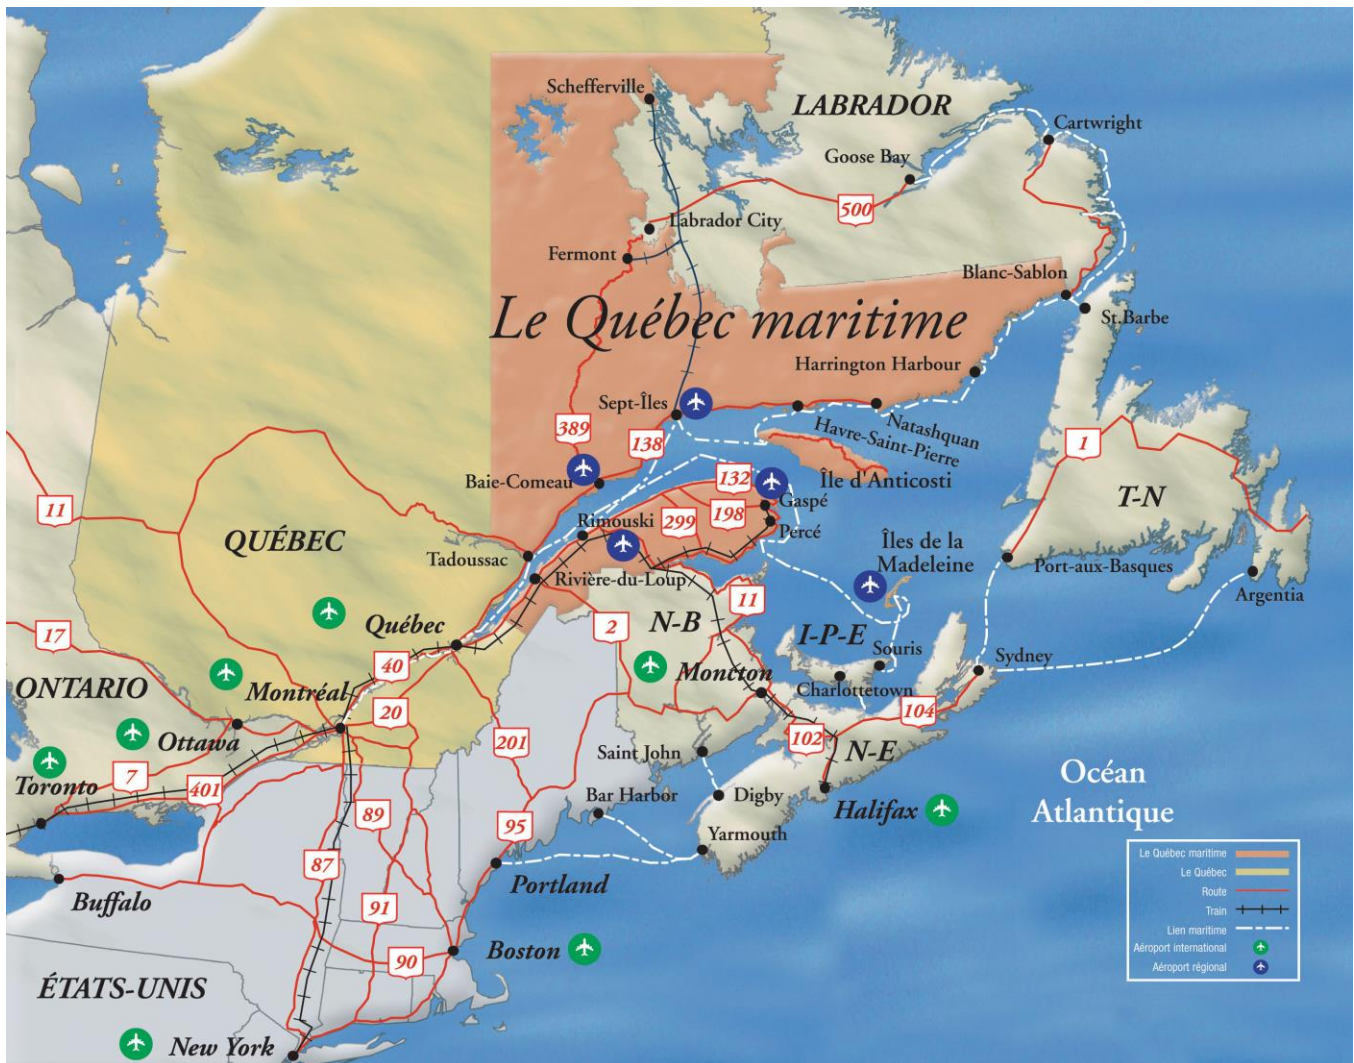 Schefferville
LABRADOR
Cartwright
Goose Bay
500
Labrador City
Fermont
Blanc-Sablon
Le Québec maritime
St.Barbe
Harrington Harbour
Sept-Îles
Natashquan
Havre-Saint-Pierre
389
138
1
11
Baie-Comeau
132
Île d'Anticosti
Gaspé
T-N
QUÉBEC
Rimouski
299
198
Percé
Îles de la
Madeleine
Tadoussac
Rivière-du-Loup
Port-aux-Basques
Argentia
11
17
Québec
2
N-B
I-P-E
Souris
Sydney
40
ONTARIO
Montréal
Moncton
Charlottetown
20
104
Ottawa
201
102
N-E
Saint John
7
Toronto
401
Océan
Atlantique
Bar Harbor
Digby
Halifax
89
95
Yarmouth
87
Le Québec maritime
Le Québec
Route
Train
Lien maritime
Aéroport international
Aéroport régional
Portland
Buffalo
91
Boston
90
ÉTATS-UNIS
New York